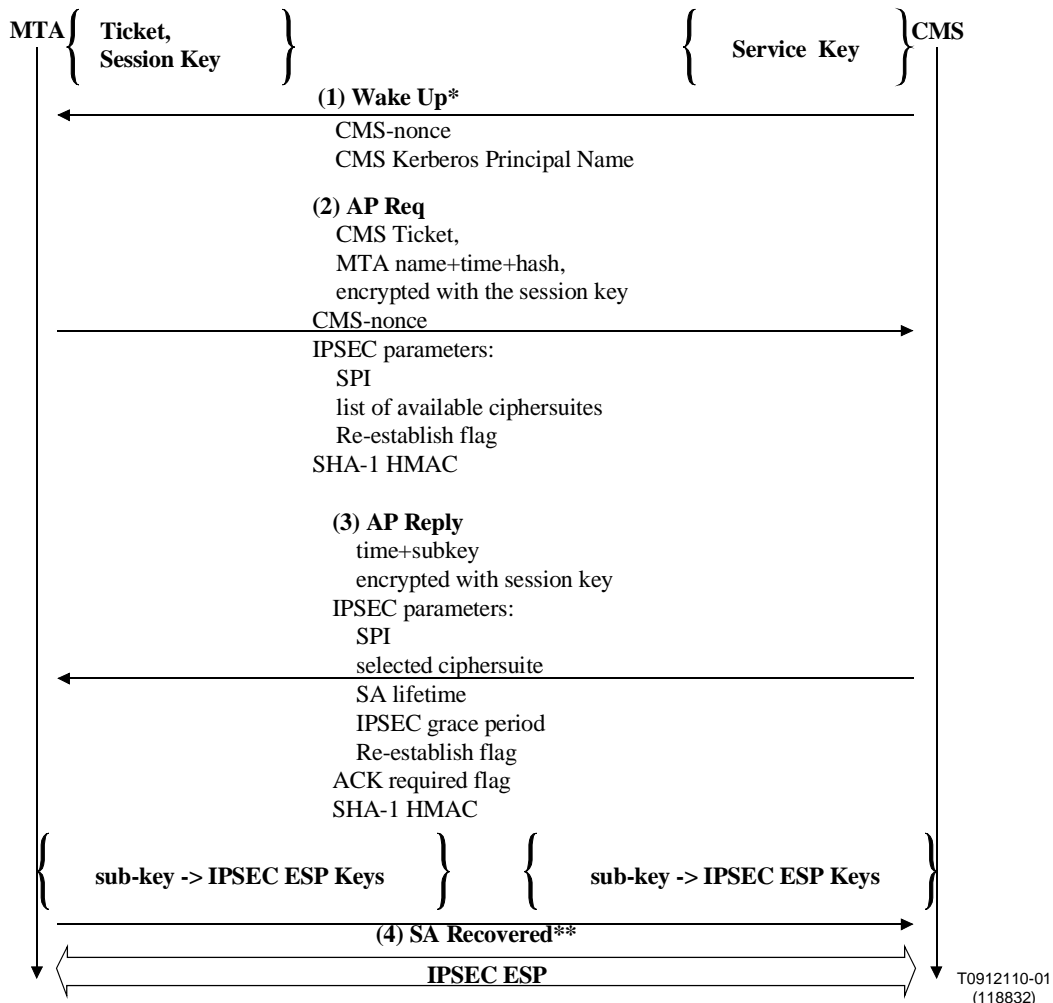 MTA
Ticket,
Session Key
Service Key
CMS
(1) Wake Up*
CMS-nonce
CMS Kerberos Principal Name
(2) AP Req
CMS Ticket,
MTA name+time+hash,
encrypted with the session key
CMS-nonce
IPSEC parameters:
SPI
list of available ciphersuites
Re-establish flag
SHA-1 HMAC
(3) AP Reply
time+subkey
encrypted with session key
IPSEC parameters:
SPI
selected ciphersuite
SA lifetime
IPSEC grace period
Re-establish flag
ACK required flag
SHA-1 HMAC
sub-key -> IPSEC ESP Keys
sub-key -> IPSEC ESP Keys
(4) SA Recovered**
IPSEC ESP
T0912110-01
(118832)